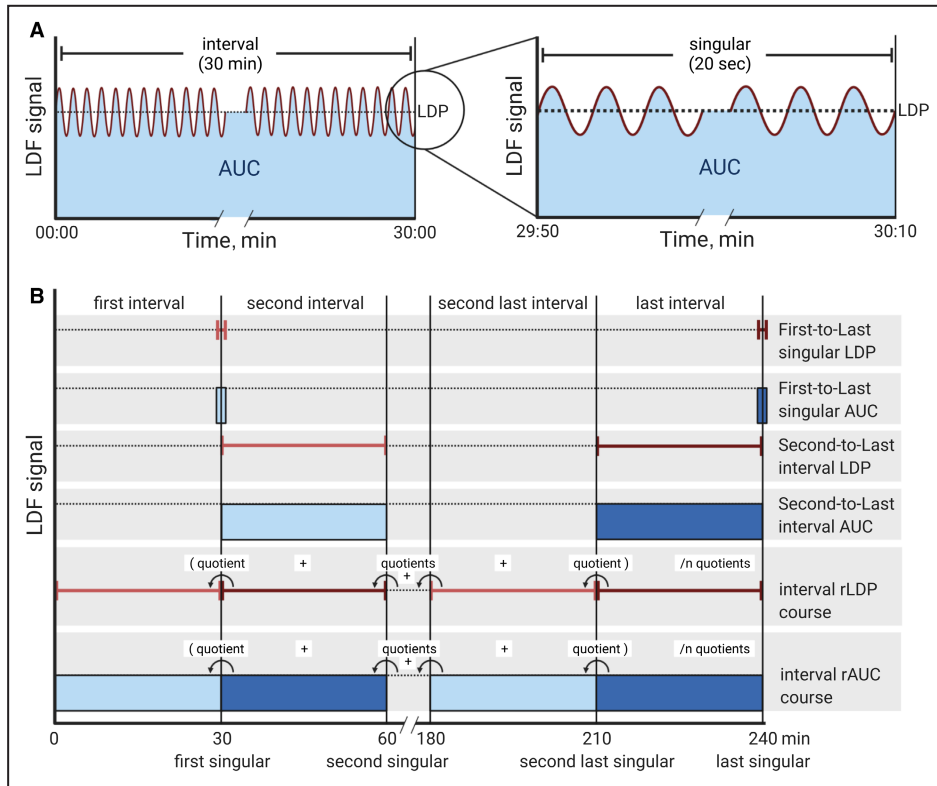 A
interval
(30 min)
LDF signal
LDP
AUC
00:00
Time, min
30:00
singular
(20 sec)
LDF signal
LDP
AUC
29:50
Time, min
30:10
B
first interval
second interval
second last interval
last interval
LDF signal
First-to-Last
singular LDP
First-to-Last
singular AUC
Second-to-Last
interval LDP
Second-to-Last
interval AUC
( quotient
+
quotients
+
+
quotient )
/n quotients
interval rLDP
course
( quotient
+
quotients
+
+
quotient )
/n quotients
interval rAUC
course
0
30
60
180
210
240 min
first singular
second singular
second last singular
last singular